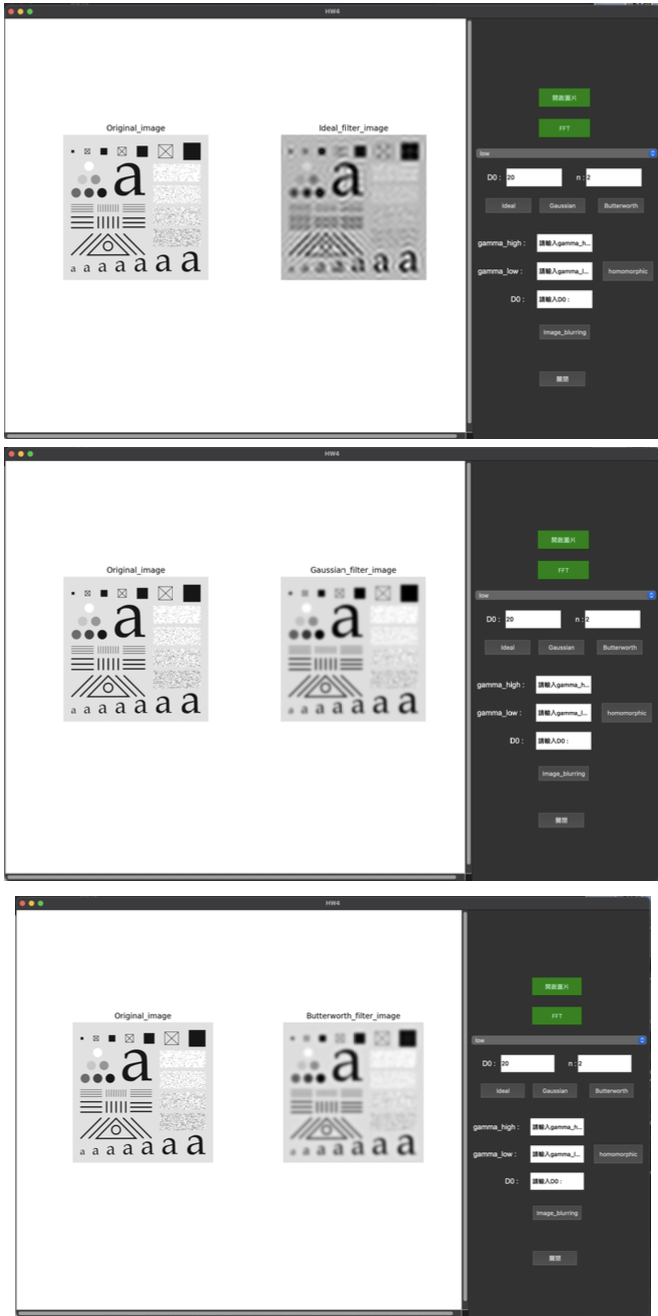 HW4
Original_image
Ideal_filter_image
a
a a a a a a a
a
a a a a a a a
開啟圖片
FFT
low
D0 : 20 n : 2
Ideal Gaussian Butterworth
gamma_high : 請輸入gamma_h...
gamma_low : 請輸入gamma_l... homomorphic
D0 : 請輸入D0 :
Image_blurring
關閉
HW4
Original_image
Gaussian_filter_image
a
a a a a a a a
a
a a a a a a a
開啟圖片
FFT
low
D0 : 20 n : 2
Ideal Gaussian Butterworth
gamma_high : 請輸入gamma_h...
gamma_low : 請輸入gamma_l... homomorphic
D0 : 請輸入D0 :
Image_blurring
關閉
HW4
Original_image
Butterworth_filter_image
a
a a a a a a a
a
a a a a a a a
開啟圖片
FFT
low
D0 : 20 n : 2
Ideal Gaussian Butterworth
gamma_high : 請輸入gamma_h...
gamma_low : 請輸入gamma_l... homomorphic
D0 : 請輸入D0 :
Image_blurring
關閉